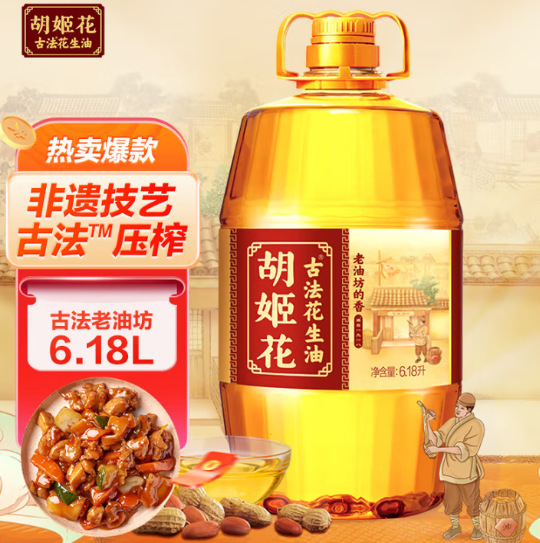 胡姬花
古法花生油
热卖爆款
非遗技艺
古法™压榨
古法老油坊
6.18L
胡姬花
古法花生油®
老油坊的香
净含量:6.18升